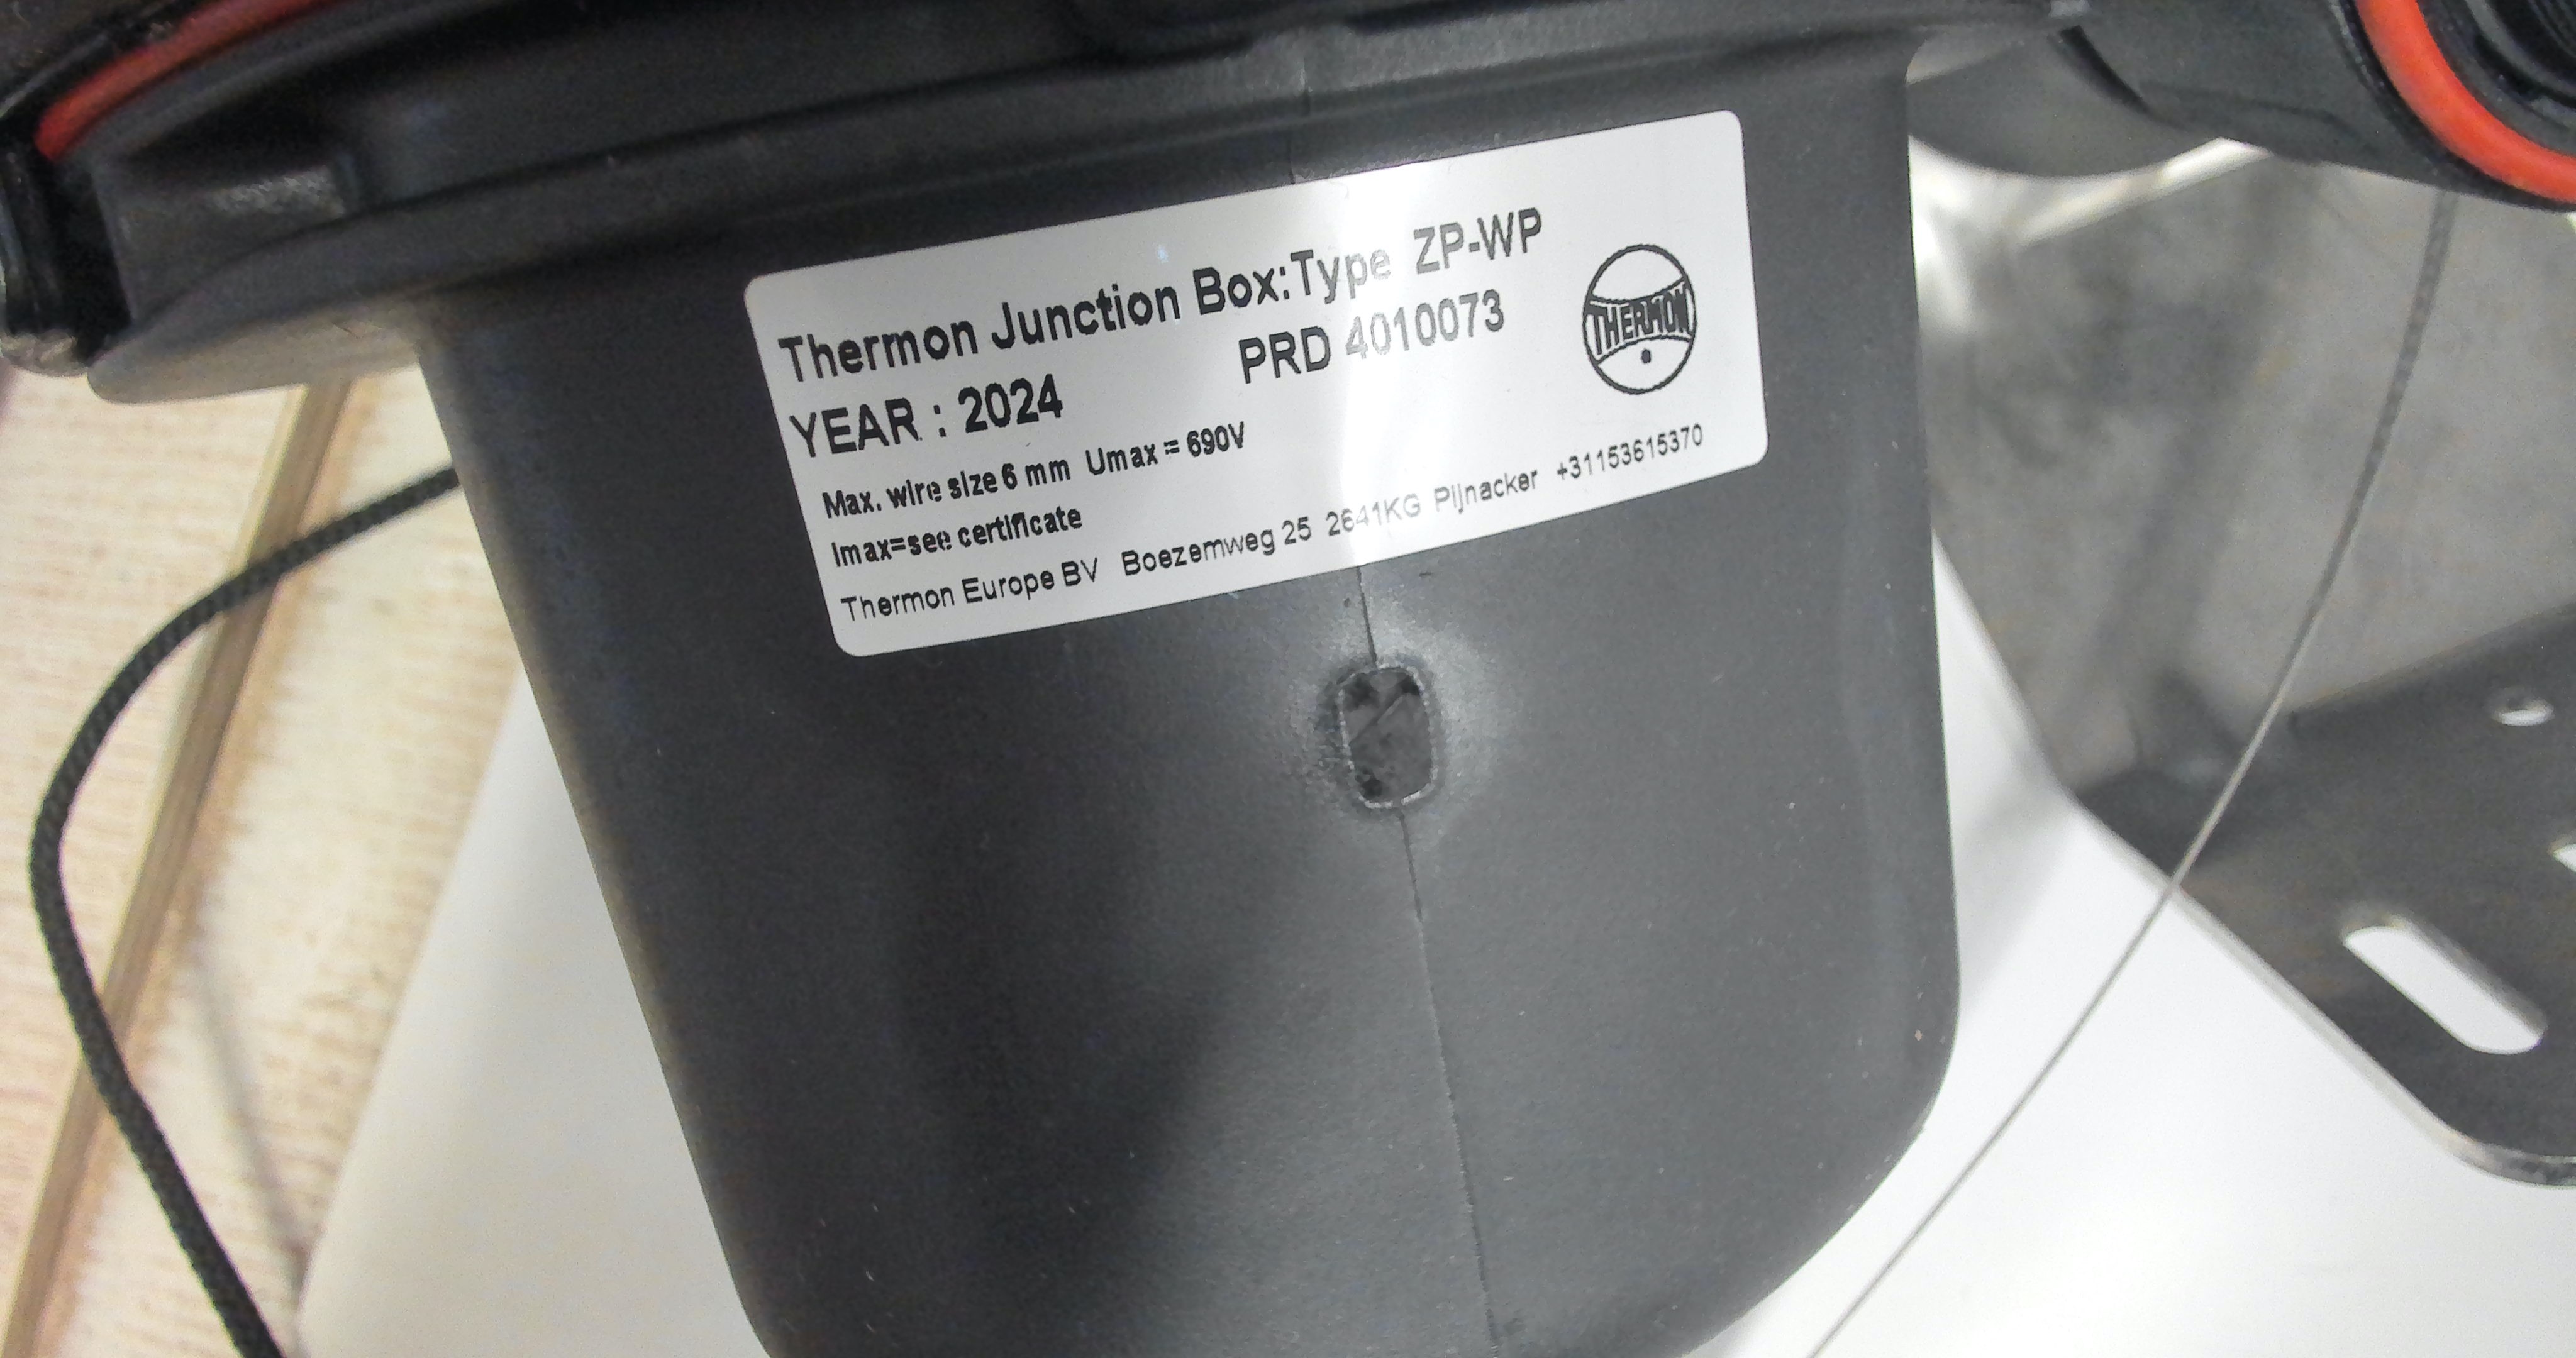 Thermon Junction Box:Type ZP-WP
YEAR : 2024 PRD 4010073
THERMON
Max. wire size 6 mm Umax = 690V
Imax=see certificate
Thermon Europe BV Boezemweg 25 2641KG Pijnacker +31153615370